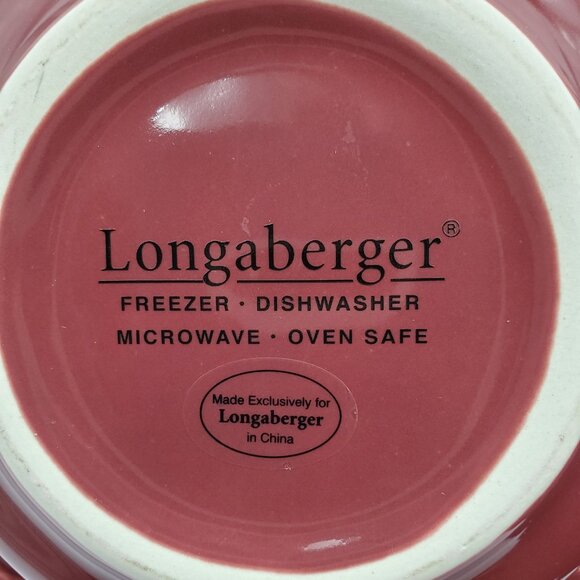 Longaberger®
FREEZER · DISHWASHER
MICROWAVE · OVEN SAFE
Made Exclusively for
Longaberger
in China